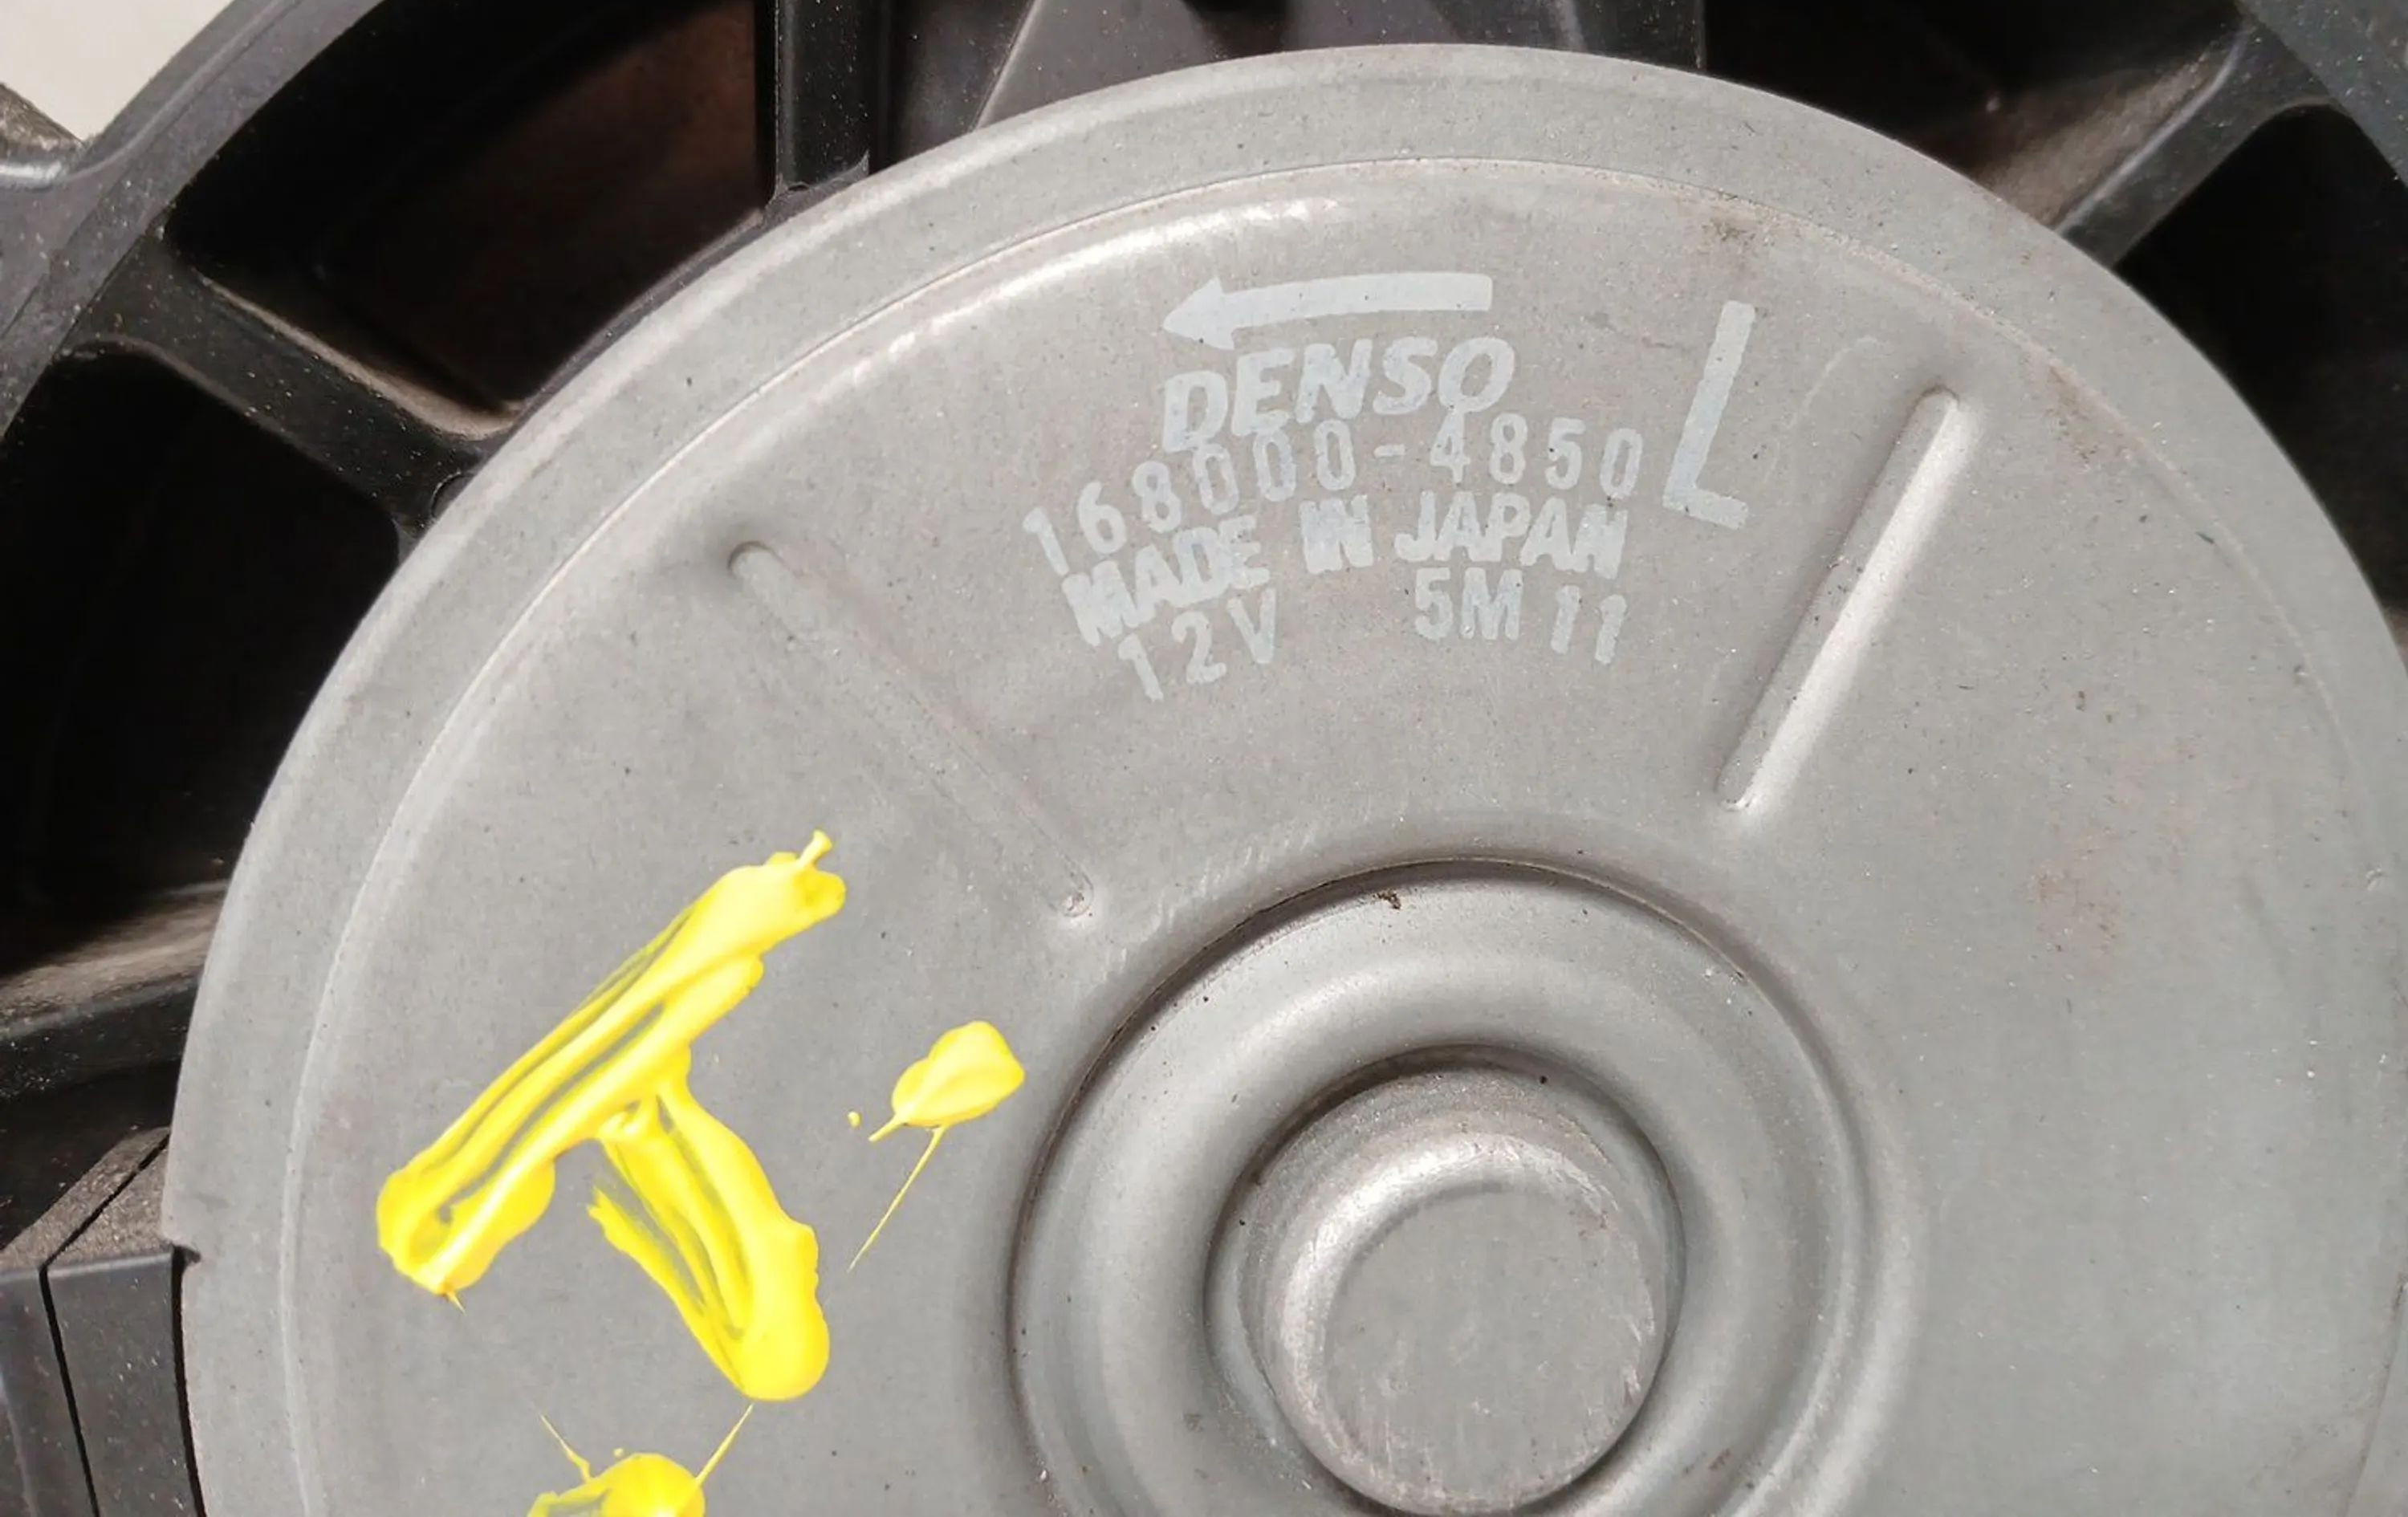 DENSO
L
168000-4850
MADE IN JAPAN
12V 5M 11
T